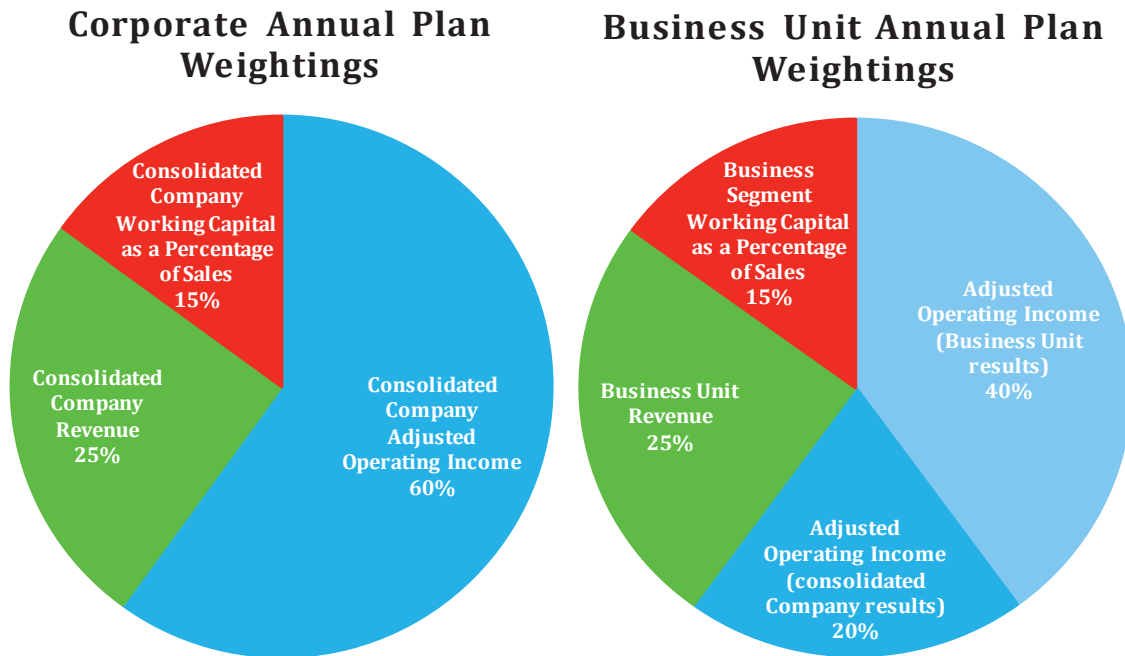 Corporate Annual Plan
Weightings
Consolidated
Company
Working Capital
as a Percentage
of Sales
15%
Consolidated
Company
Revenue
25%
Consolidated
Company
Adjusted
Operating Income
60%
Business Unit Annual Plan
Weightings
Business
Segment
Working Capital
as a Percentage
of Sales
15%
Adjusted
Operating Income
(Business Unit
results)
40%
Business Unit
Revenue
25%
Adjusted
Operating Income
(consolidated
Company results)
20%